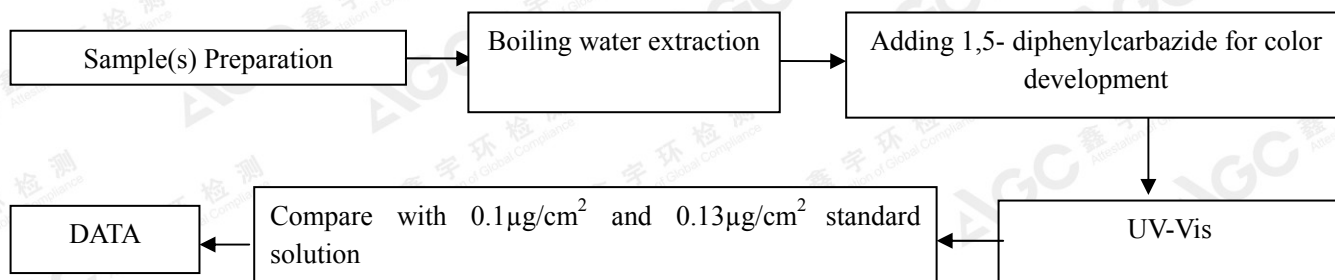 Sample(s) Preparation
Boiling water extraction
Adding 1,5- diphenylcarbazide for color
development
UV-Vis
Compare with 0.1µg/cm² and 0.13µg/cm² standard
solution
DATA